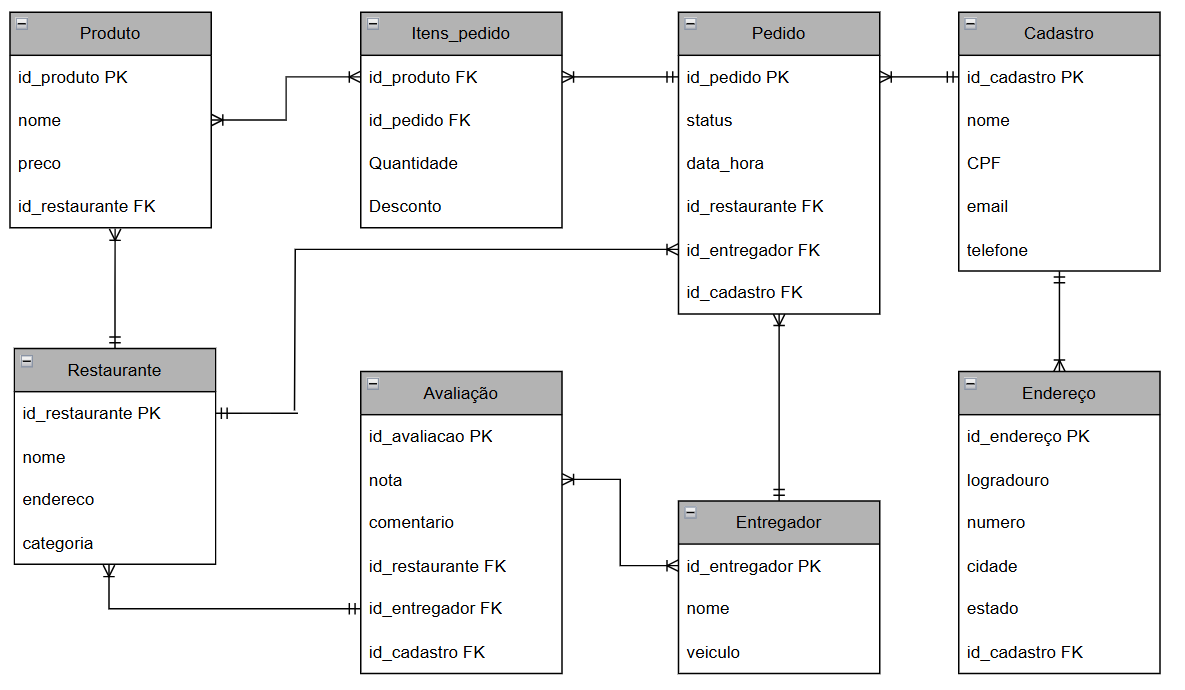 Produto
id_produto PK
nome
preco
id_restaurante FK
Itens_pedido
id_produto FK
id_pedido FK
Quantidade
Desconto
Pedido
id_pedido PK
status
data_hora
id_restaurante FK
id_entregador FK
id_cadastro FK
Cadastro
id_cadastro PK
nome
CPF
email
telefone
Restaurante
id_restaurante PK
nome
endereco
categoria
Avaliação
id_avaliacao PK
nota
comentario
id_restaurante FK
id_entregador FK
id_cadastro FK
Entregador
id_entregador PK
nome
veiculo
Endereço
id_endereço PK
logradouro
numero
cidade
estado
id_cadastro FK